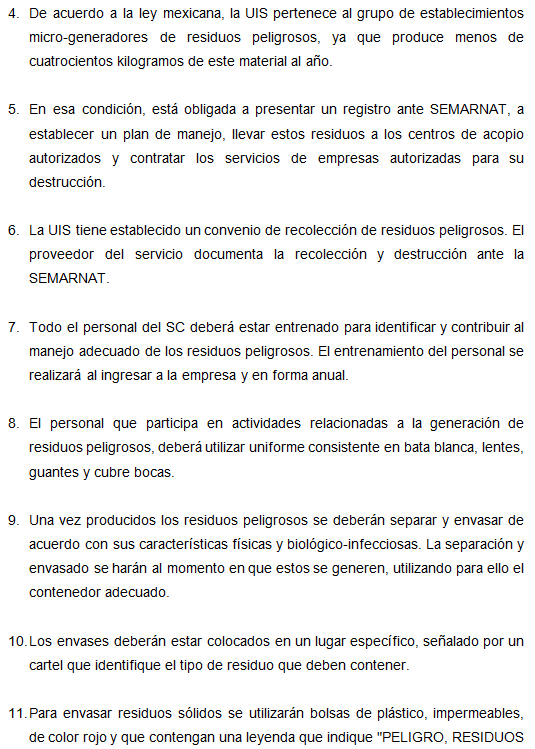 4. De acuerdo a la ley mexicana, la UIS pertenece al grupo de establecimientos
micro-generadores de residuos peligrosos, ya que produce menos de
cuatrocientos kilogramos de este material al año.
5. En esa condición, está obligada a presentar un registro ante SEMARNAT, a
establecer un plan de manejo, llevar estos residuos a los centros de acopio
autorizados y contratar los servicios de empresas autorizadas para su
destrucción.
6. La UIS tiene establecido un convenio de recolección de residuos peligrosos. El
proveedor del servicio documenta la recolección y destrucción ante la
SEMARNAT.
7. Todo el personal del SC deberá estar entrenado para identificar y contribuir al
manejo adecuado de los residuos peligrosos. El entrenamiento del personal se
realizará al ingresar a la empresa y en forma anual.
8. El personal que participa en actividades relacionadas a la generación de
residuos peligrosos, deberá utilizar uniforme consistente en bata blanca, lentes,
guantes y cubre bocas.
9. Una vez producidos los residuos peligrosos se deberán separar y envasar de
acuerdo con sus características físicas y biológico-infecciosas. La separación y
envasado se harán al momento en que estos se generen, utilizando para ello el
contenedor adecuado.
10. Los envases deberán estar colocados en un lugar específico, señalado por un
cartel que identifique el tipo de residuo que deben contener.
11. Para envasar residuos sólidos se utilizarán bolsas de plástico, impermeables,
de color rojo y que contengan una leyenda que indique "PELIGRO, RESIDUOS